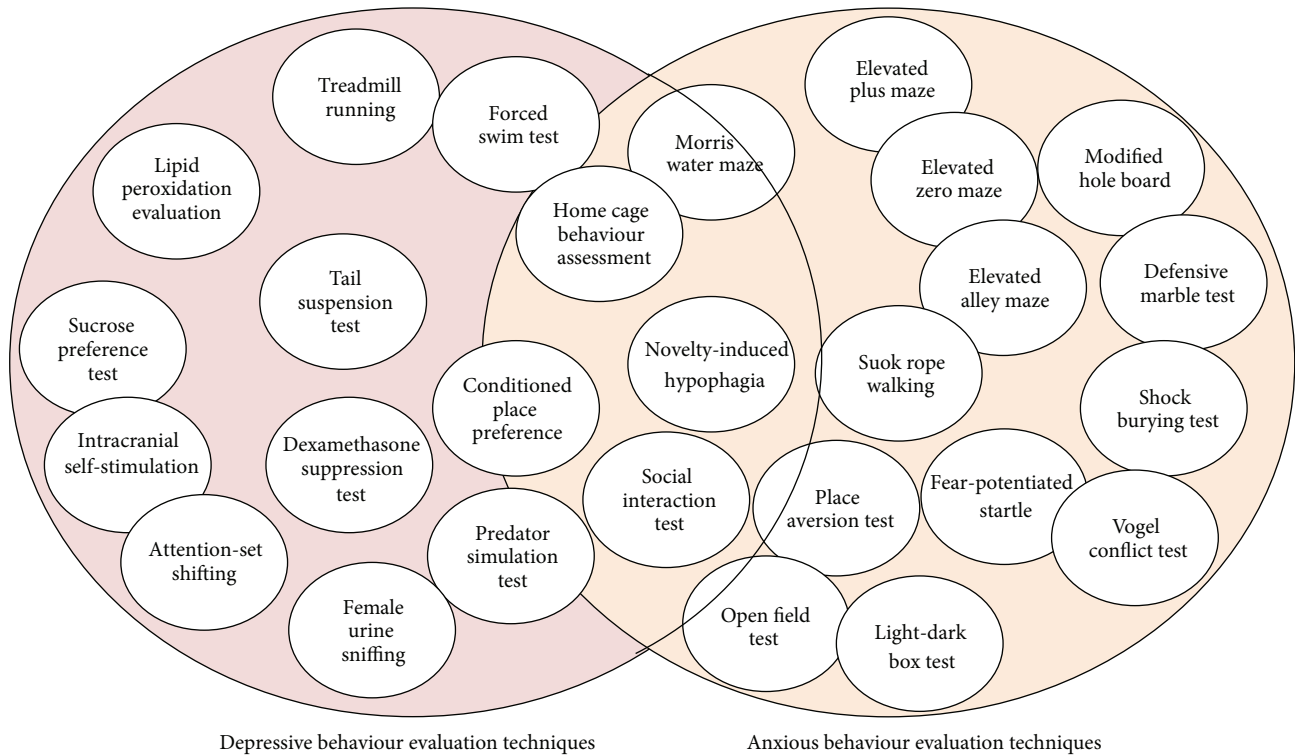 Treadmill
running
Forced
swim test
Lipid
peroxidation
evaluation
Tail
suspension
test
Sucrose
preference
test
Intracranial
self-stimulation
Attention-set
shifting
Dexamethasone
suppression
test
Female
urine
sniffing
Conditioned
place
preference
Predator
simulation
test
Home cage
behaviour
assessment
Morris
water maze
Novelty-induced
hypophagia
Social
interaction
test
Place
aversion test
Open field
test
Elevated
plus maze
Elevated
zero maze
Modified
hole board
Elevated
alley maze
Defensive
marble test
Suok rope
walking
Shock
burying test
Fear-potentiated
startle
Vogel
conflict test
Light-dark
box test
Depressive behaviour evaluation techniques
Anxious behaviour evaluation techniques